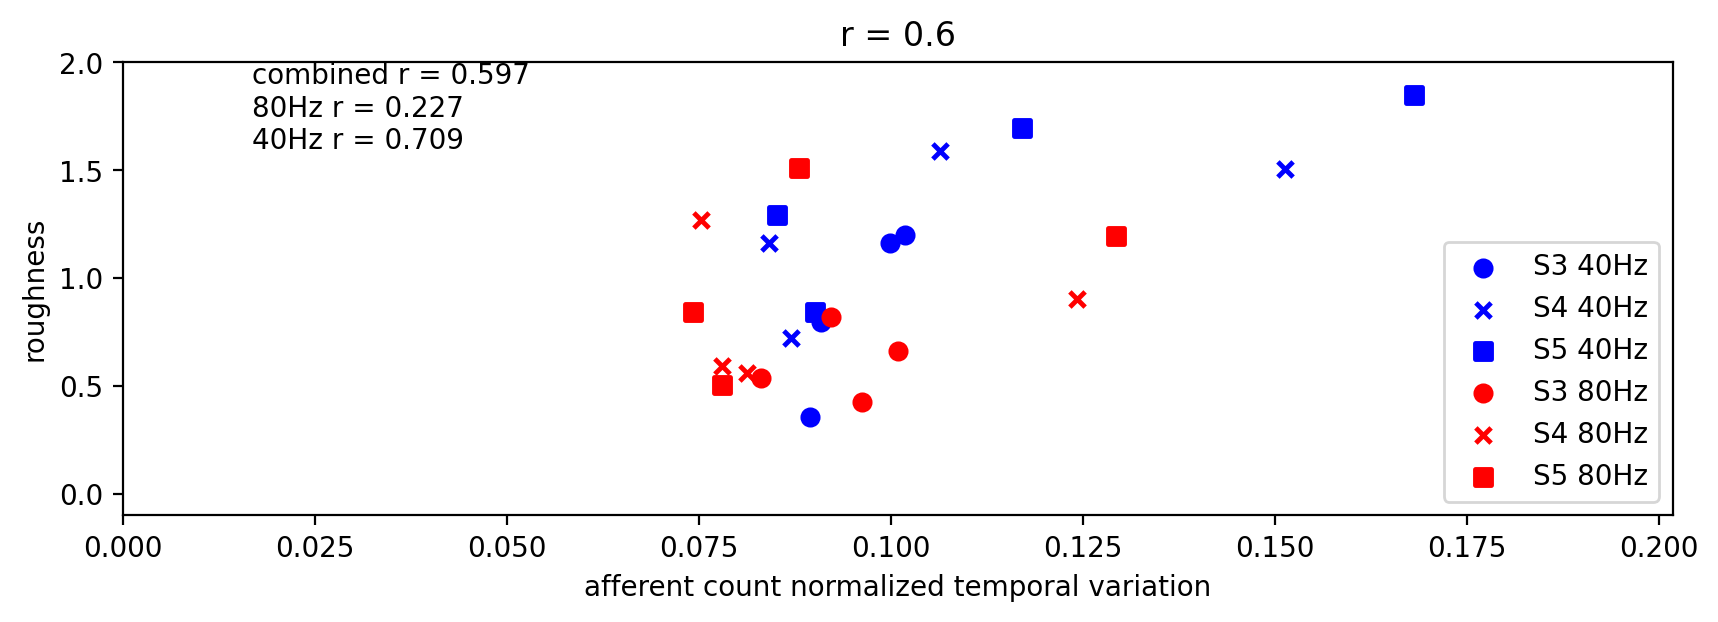 r = 0.6
combined r = 0.597
80Hz r = 0.227
40Hz r = 0.709
2.0
1.5
1.0
0.5
0.0
roughness
S3 40Hz
S4 40Hz
S5 40Hz
S3 80Hz
S4 80Hz
S5 80Hz
0.000 0.025 0.050 0.075 0.100 0.125 0.150 0.175 0.200
afferent count normalized temporal variation